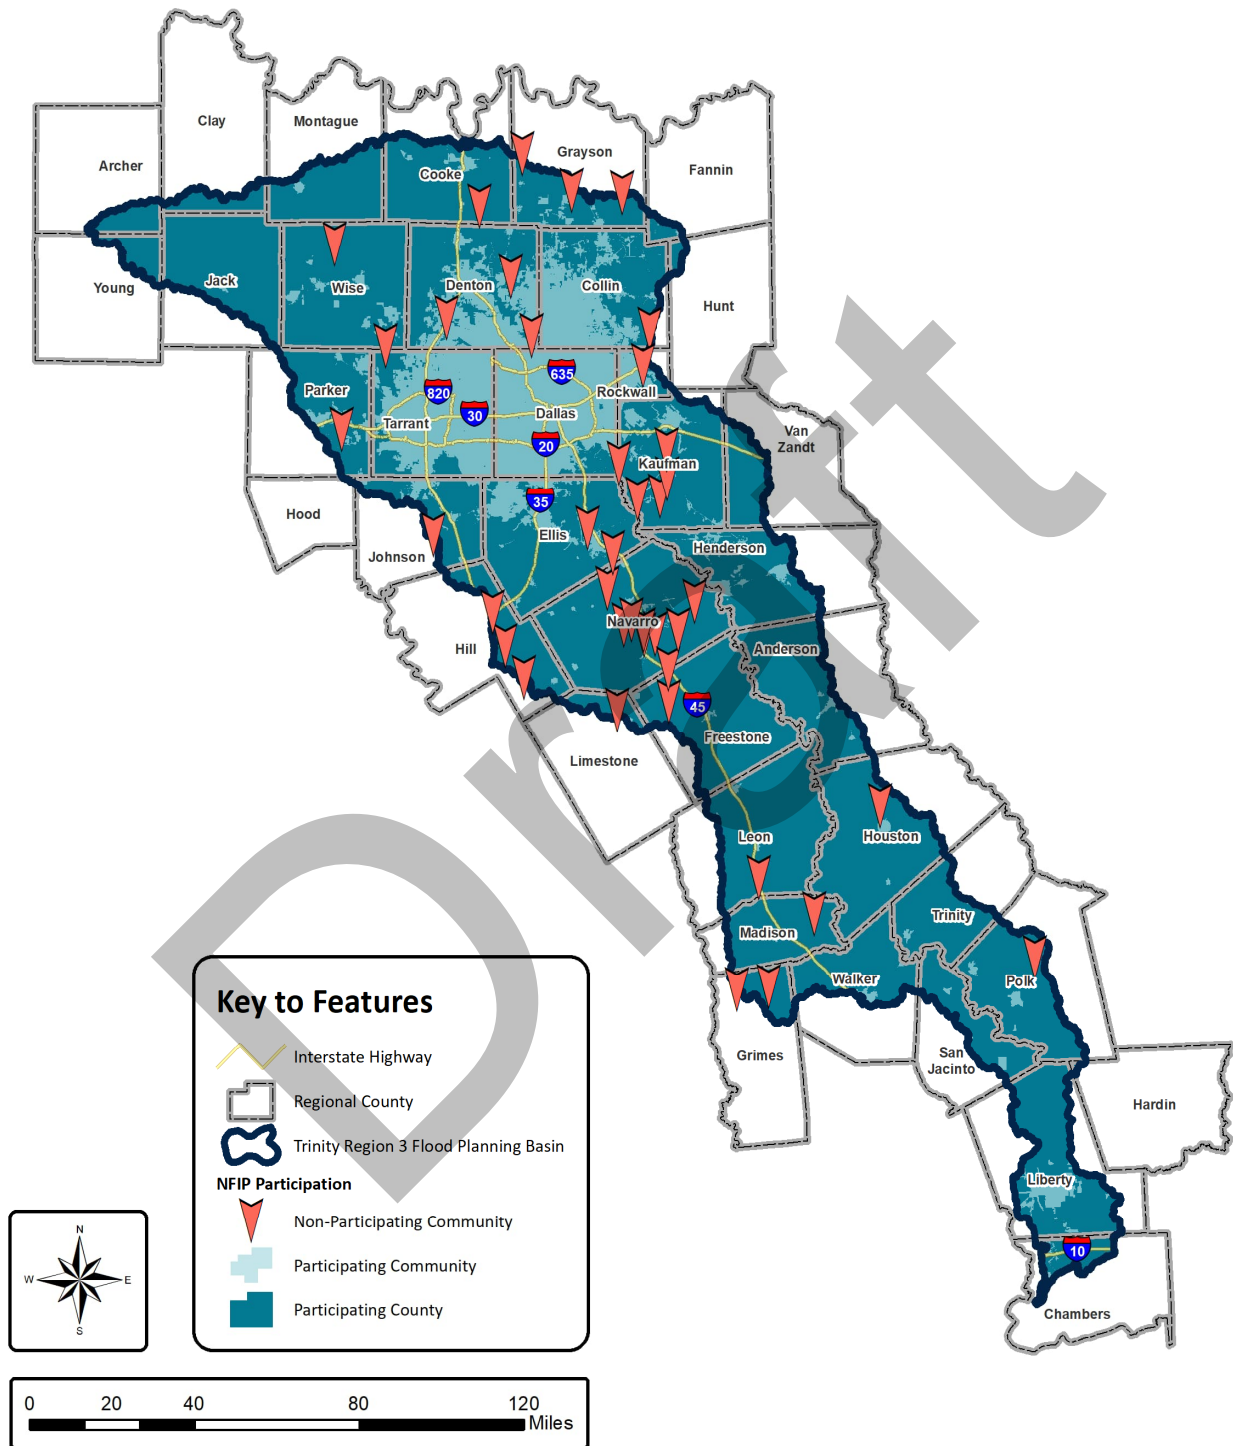 Clay
Montague
Archer
Grayson
Fannin
Cooke
Young
Jack
Wise
Denton
Collin
Hunt
Parker
820
635
Rockwall
30
Tarrant
Dallas
20
Van
Zandt
Kaufman
Hood
35
Johnson
Ellis
Henderson
Navarro
Hill
Anderson
45
Freestone
Limestone
Leon
Houston
Trinity
Madison
Walker
Polk
Grimes
San
Jacinto
Hardin
Liberty
10
Chambers
Draft
Key to Features
Interstate Highway
Regional County
Trinity Region 3 Flood Planning Basin
NFIP Participation
Non-Participating Community
Participating Community
Participating County
N
W E
S
0 20 40 80 120
Miles